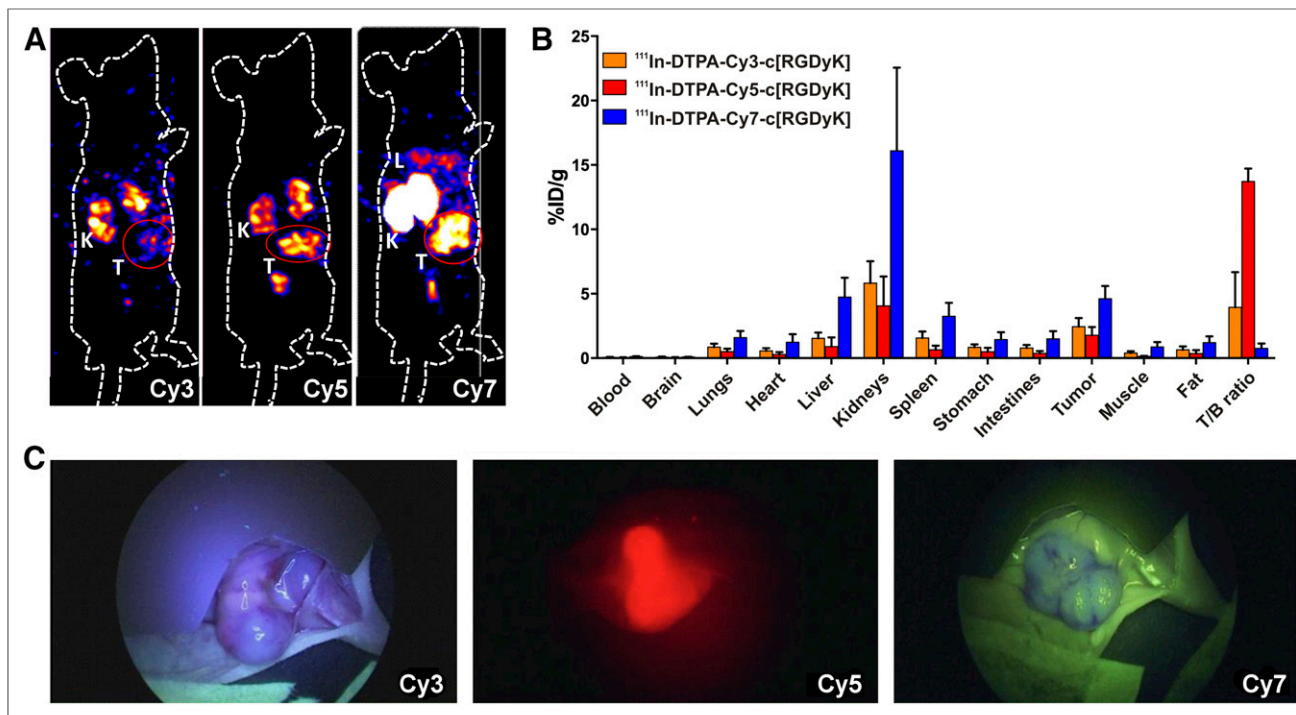 A
K
T
Cy3
K
T
Cy5
L
K
T
Cy7
B
25
20
15
10
5
0
%ID/g
¹¹¹In-DTPA-Cy3-c[RGDyK]
¹¹¹In-DTPA-Cy5-c[RGDyK]
¹¹¹In-DTPA-Cy7-c[RGDyK]
Blood
Brain
Lungs
Heart
Liver
Kidneys
Spleen
Stomach
Intestines
Tumor
Muscle
Fat
T/B ratio
C
Cy3
Cy5
Cy7